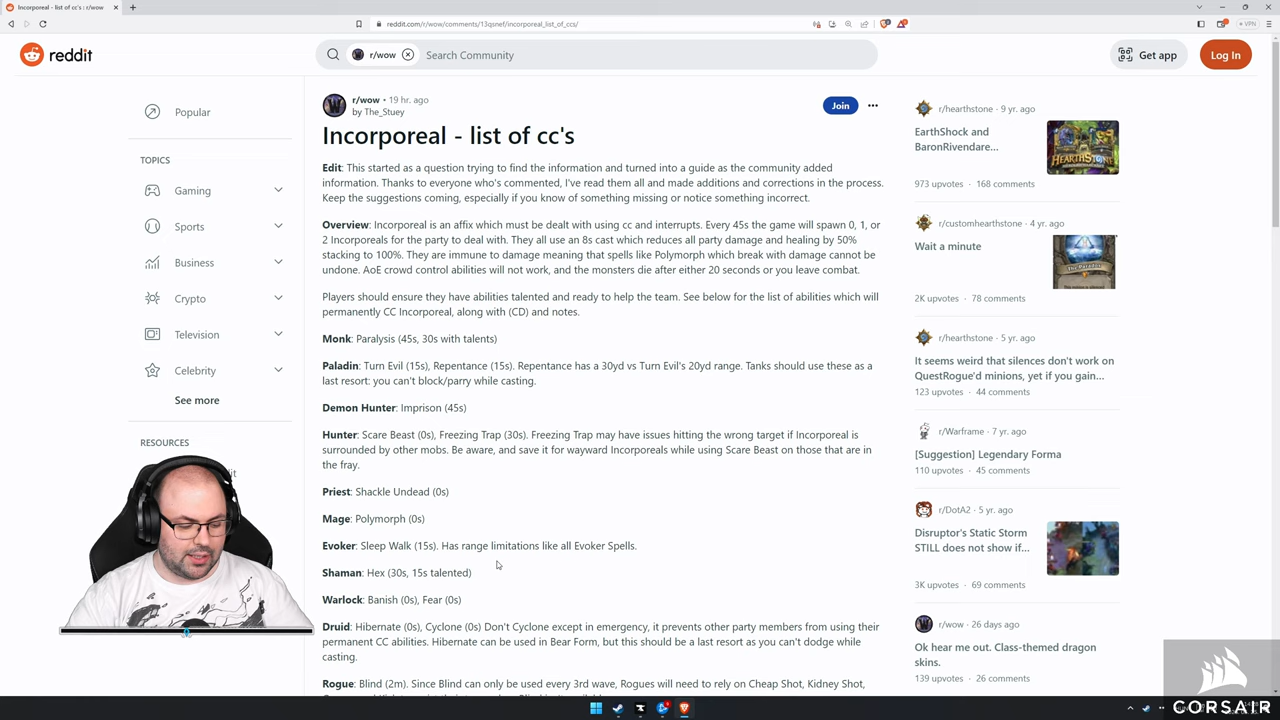 Incorporeal - list of cc's : r/wow
reddit.com/r/wow/comments/13qsnef/incorporeal_list_of_ccs/
VPN
reddit
r/wow
Search Community
Get app
Log In
Popular
TOPICS
Gaming
Sports
Business
Crypto
Television
Celebrity
See more
RESOURCES
r/wow • 19 hr. ago
by The_Stuey
Join
Incorporeal - list of cc's
Edit: This started as a question trying to find the information and turned into a guide as the community added
information. Thanks to everyone who's commented, I've read them all and made additions and corrections in the process.
Keep the suggestions coming, especially if you know of something missing or notice something incorrect.
Overview: Incorporeal is an affix which must be dealt with using cc and interrupts. Every 45s the game will spawn 0, 1, or
2 Incorporeals for the party to deal with. They all use an 8s cast which reduces all party damage and healing by 50%
stacking to 100%. They are immune to damage meaning that spells like Polymorph which break with damage cannot be
undone. AoE crowd control abilities will not work, and the monsters die after either 20 seconds or you leave combat.
Players should ensure they have abilities talented and ready to help the team. See below for the list of abilities which will
permanently CC Incorporeal, along with (CD) and notes.
Monk: Paralysis (45s, 30s with talents)
Paladin: Turn Evil (15s), Repentance (15s). Repentance has a 30yd vs Turn Evil's 20yd range. Tanks should use these as a
last resort: you can't block/parry while casting.
Demon Hunter: Imprison (45s)
Hunter: Scare Beast (0s), Freezing Trap (30s). Freezing Trap may have issues hitting the wrong target if Incorporeal is
surrounded by other mobs. Be aware, and save it for wayward Incorporeals while using Scare Beast on those that are in
the fray.
Priest: Shackle Undead (0s)
Mage: Polymorph (0s)
Evoker: Sleep Walk (15s). Has range limitations like all Evoker Spells.
Shaman: Hex (30s, 15s talented)
Warlock: Banish (0s), Fear (0s)
Druid: Hibernate (0s), Cyclone (0s) Don't Cyclone except in emergency, it prevents other party members from using their
permanent CC abilities. Hibernate can be used in Bear Form, but this should be a last resort as you can't dodge while
casting.
Rogue: Blind (2m). Since Blind can only be used every 3rd wave, Rogues will need to rely on Cheap Shot, Kidney Shot,
r/hearthstone • 9 yr. ago
EarthShock and
BaronRivendare...
HEARTHSTONE
973 upvotes · 168 comments
r/customhearthstone • 4 yr. ago
Wait a minute
2K upvotes · 78 comments
r/hearthstone • 5 yr. ago
It seems weird that silences don't work on
QuestRogue'd minions, yet if you gain...
123 upvotes · 44 comments
r/Warframe • 7 yr. ago
[Suggestion] Legendary Forma
110 upvotes · 45 comments
r/DotA2 • 5 yr. ago
Disruptor's Static Storm
STILL does not show if...
3K upvotes · 69 comments
r/wow • 26 days ago
Ok hear me out. Class-themed dragon
skins.
139 upvotes · 26 comments
CORSAIR